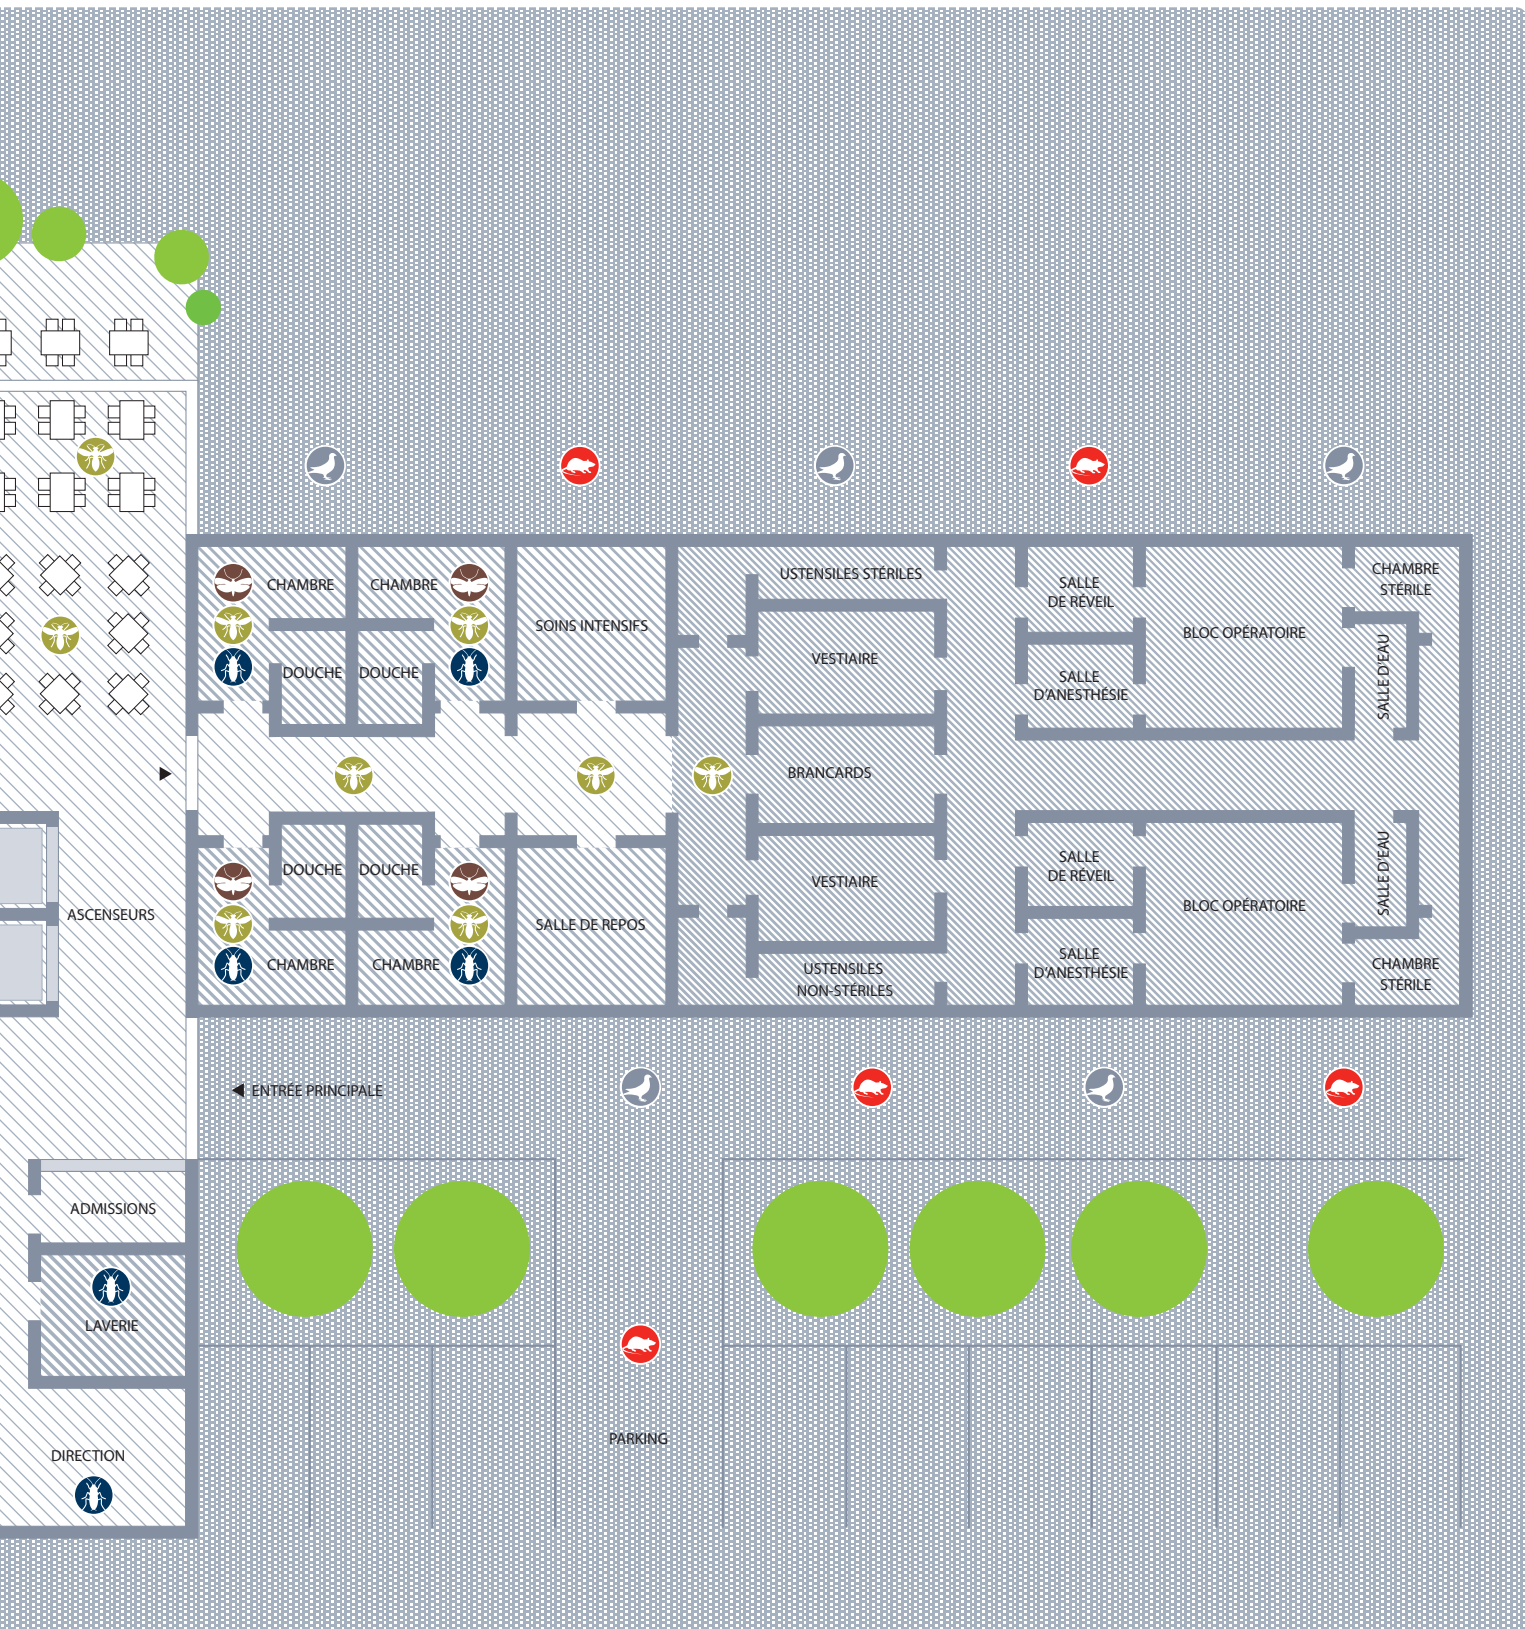 CHAMBRE
CHAMBRE
DOUCHE
DOUCHE
SOINS INTENSIFS
USTENSILES STÉRILES
VESTIAIRE
BRANCARDS
VESTIAIRE
USTENSILES
NON-STÉRILES
SALLE
DE RÉVEIL
SALLE
D'ANESTHÉSIE
BLOC OPÉRATOIRE
CHAMBRE
STÉRILE
SALLE D'EAU
DOUCHE
DOUCHE
CHAMBRE
CHAMBRE
SALLE DE REPOS
SALLE
DE RÉVEIL
SALLE
D'ANESTHÉSIE
BLOC OPÉRATOIRE
SALLE D'EAU
CHAMBRE
STÉRILE
ASCENSEURS
ENTRÉE PRINCIPALE
ADMISSIONS
LAVERIE
DIRECTION
PARKING